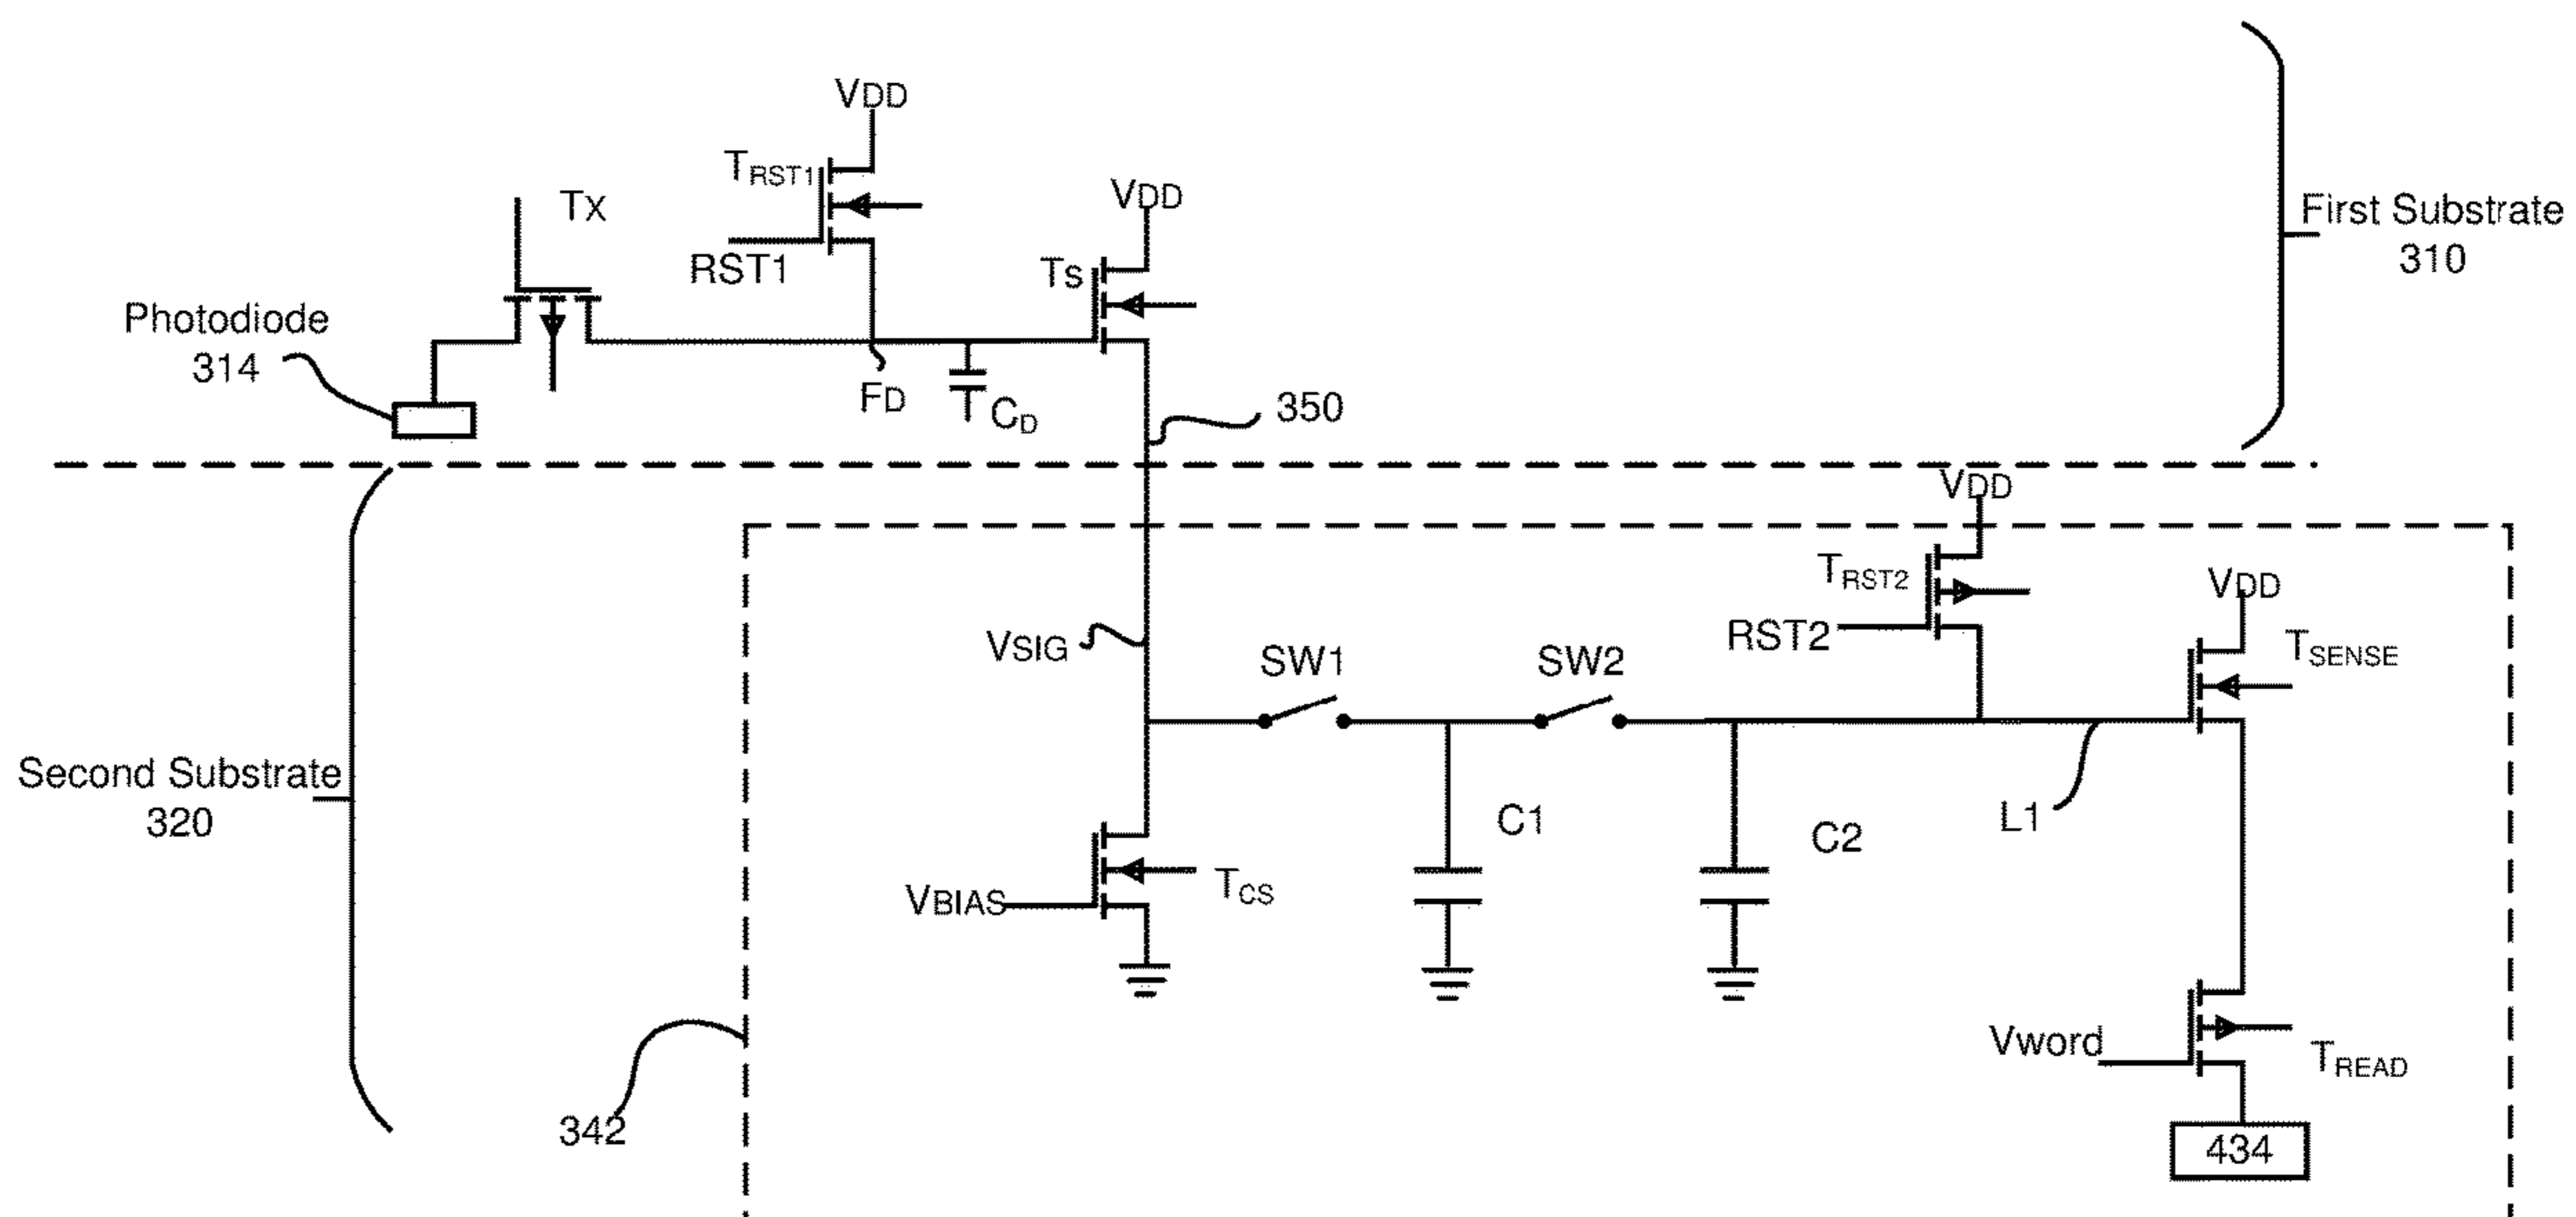 VDD
TRST1
TX
VDD
First Substrate
310
RST1
Ts
Photodiode
314
FD
CD
350
VDD
TRST2
VDD
RST2
VSIG
SW1
SW2
TSENSE
Second Substrate
320
C1
C2
L1
VBIAS
TCS
Vword
TREAD
342
434